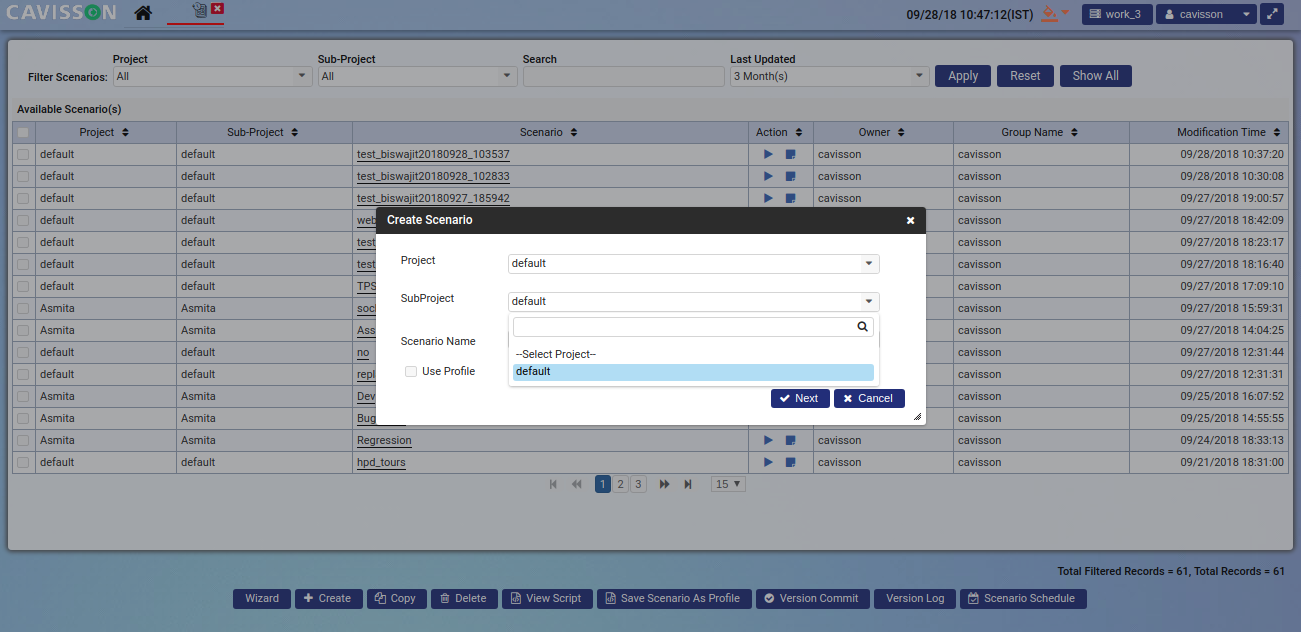 CAVISSON
09/28/18 10:47:12(IST)
work_3
cavisson
Project
Sub-Project
Search
Last Updated
Filter Scenarios:
All
All
3 Month(s)
Apply
Reset
Show All
Available Scenario(s)
Project Sub-Project Scenario Action Owner Group Name Modification Time
default default test_biswajit20180928_103537 cavisson cavisson 09/28/2018 10:37:20
default default test_biswajit20180928_102833 cavisson cavisson 09/28/2018 10:30:08
default default test_biswajit20180927_185942 cavisson cavisson 09/27/2018 19:00:57
default default web cavisson 09/27/2018 18:42:09
default default test cavisson 09/27/2018 18:23:17
default default test cavisson 09/27/2018 18:16:40
default default TPS cavisson 09/27/2018 17:09:10
Asmita Asmita soc cavisson 09/27/2018 15:59:31
Asmita Asmita Ass cavisson 09/27/2018 14:04:25
default default no cavisson 09/27/2018 12:31:44
default default repl cavisson 09/27/2018 12:31:31
Asmita Asmita Dev cavisson 09/25/2018 16:07:52
Asmita Asmita Bug cavisson 09/25/2018 14:55:55
Asmita Asmita Regression cavisson cavisson 09/24/2018 18:33:13
default default hpd_tours cavisson cavisson 09/21/2018 18:31:00
Create Scenario
Project
default
SubProject
default
--Select Project--
default
Scenario Name
Use Profile
Next
Cancel
1 2 3 15
Total Filtered Records = 61, Total Records = 61
Wizard
Create
Copy
Delete
View Script
Save Scenario As Profile
Version Commit
Version Log
Scenario Schedule